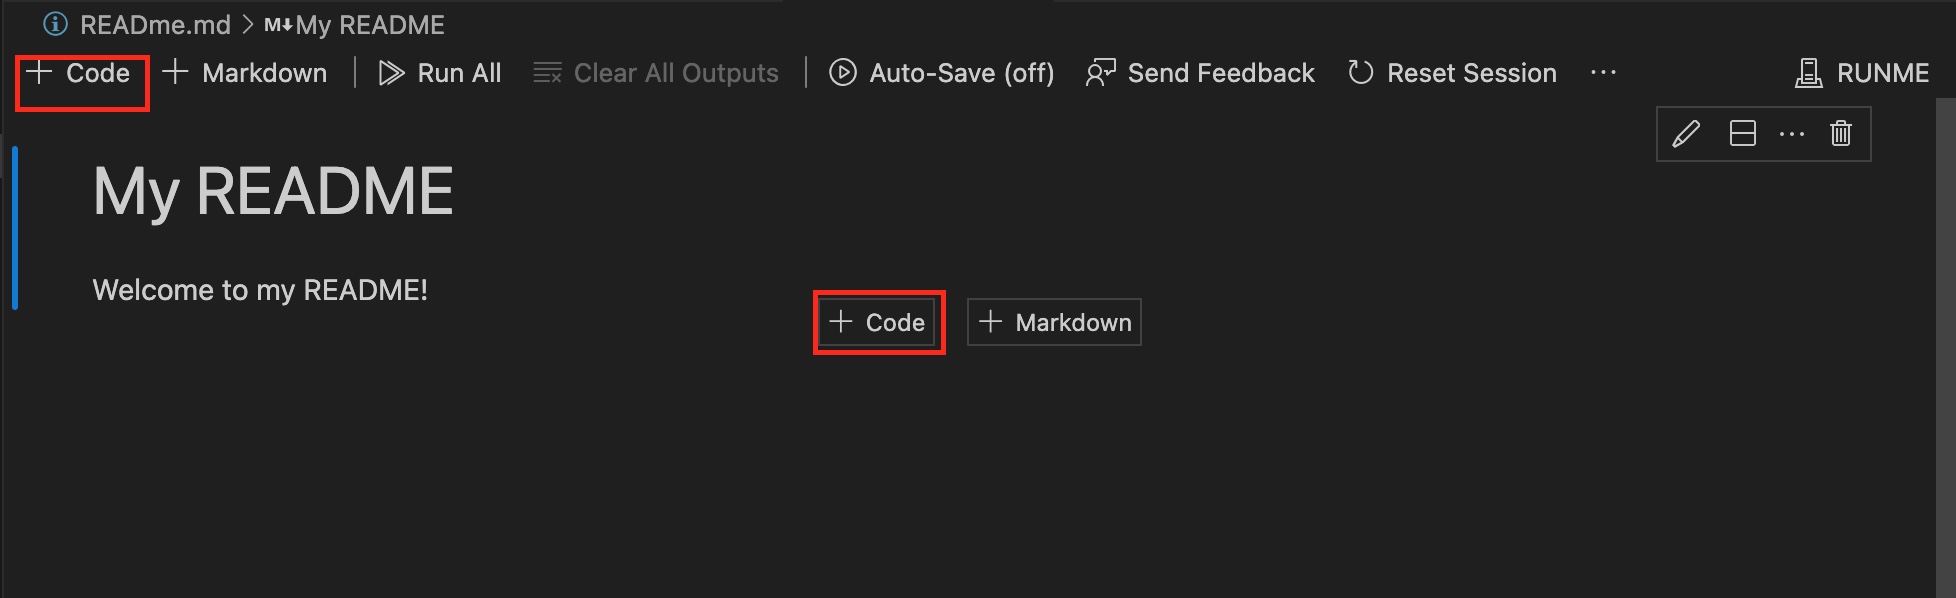 READme.md > M↓ My README
+ Code + Markdown | Run All Clear All Outputs | Auto-Save (off) Send Feedback Reset Session ··· RUNME
My README
Welcome to my README!
+ Code + Markdown